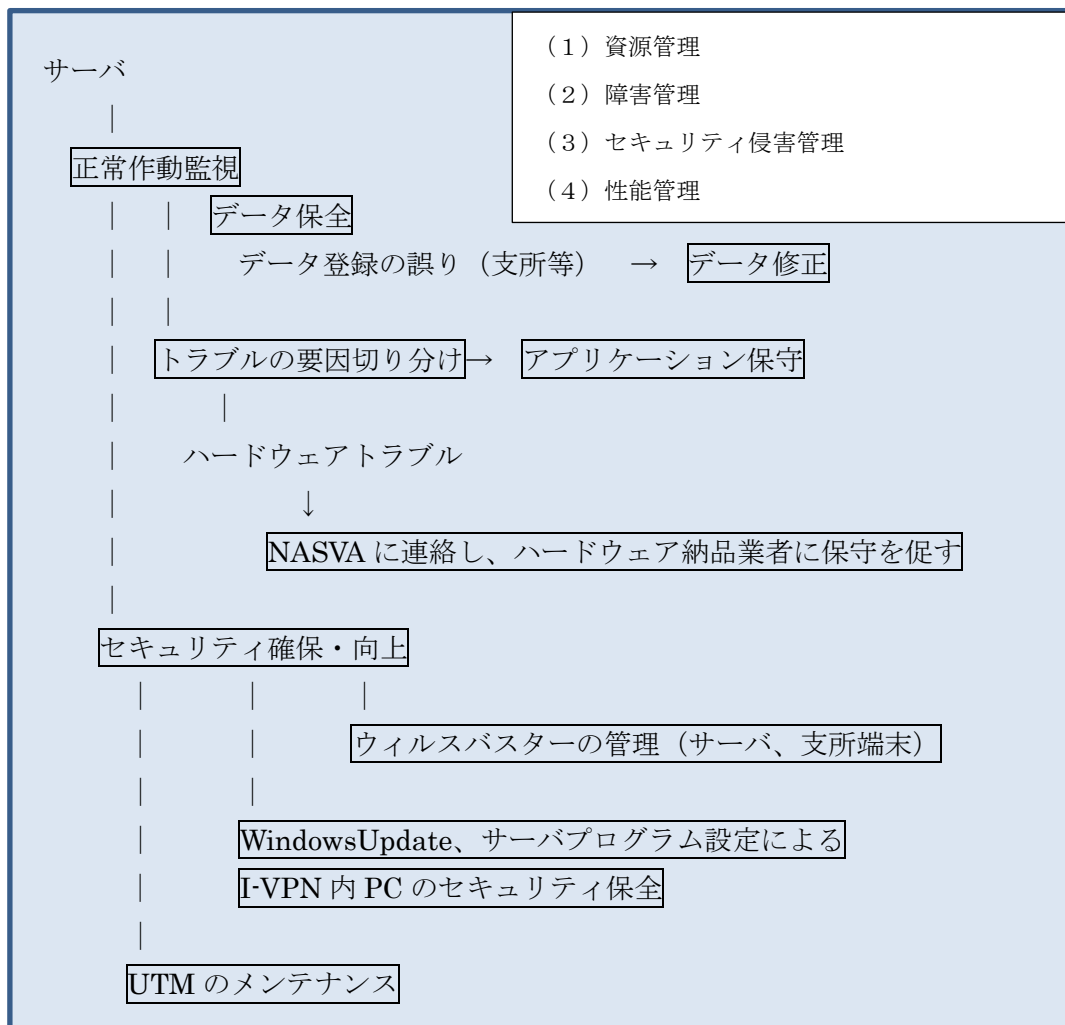 サーバ
(1)資源管理
(2)障害管理
(3)セキュリティ侵害管理
(4)性能管理
|
正常作動監視
| | データ保全
| | データ登録の誤り(支所等) → データ修正
| |
| トラブルの要因切り分け→ アプリケーション保守
| |
| ハードウェアトラブル
| ↓
| NASVA に連絡し、ハードウェア納品業者に保守を促す
|
セキュリティ確保・向上
| | |
| | ウィルスバスターの管理(サーバ、支所端末)
| |
| WindowsUpdate、サーバプログラム設定による
| I-VPN 内 PC のセキュリティ保全
|
UTM のメンテナンス